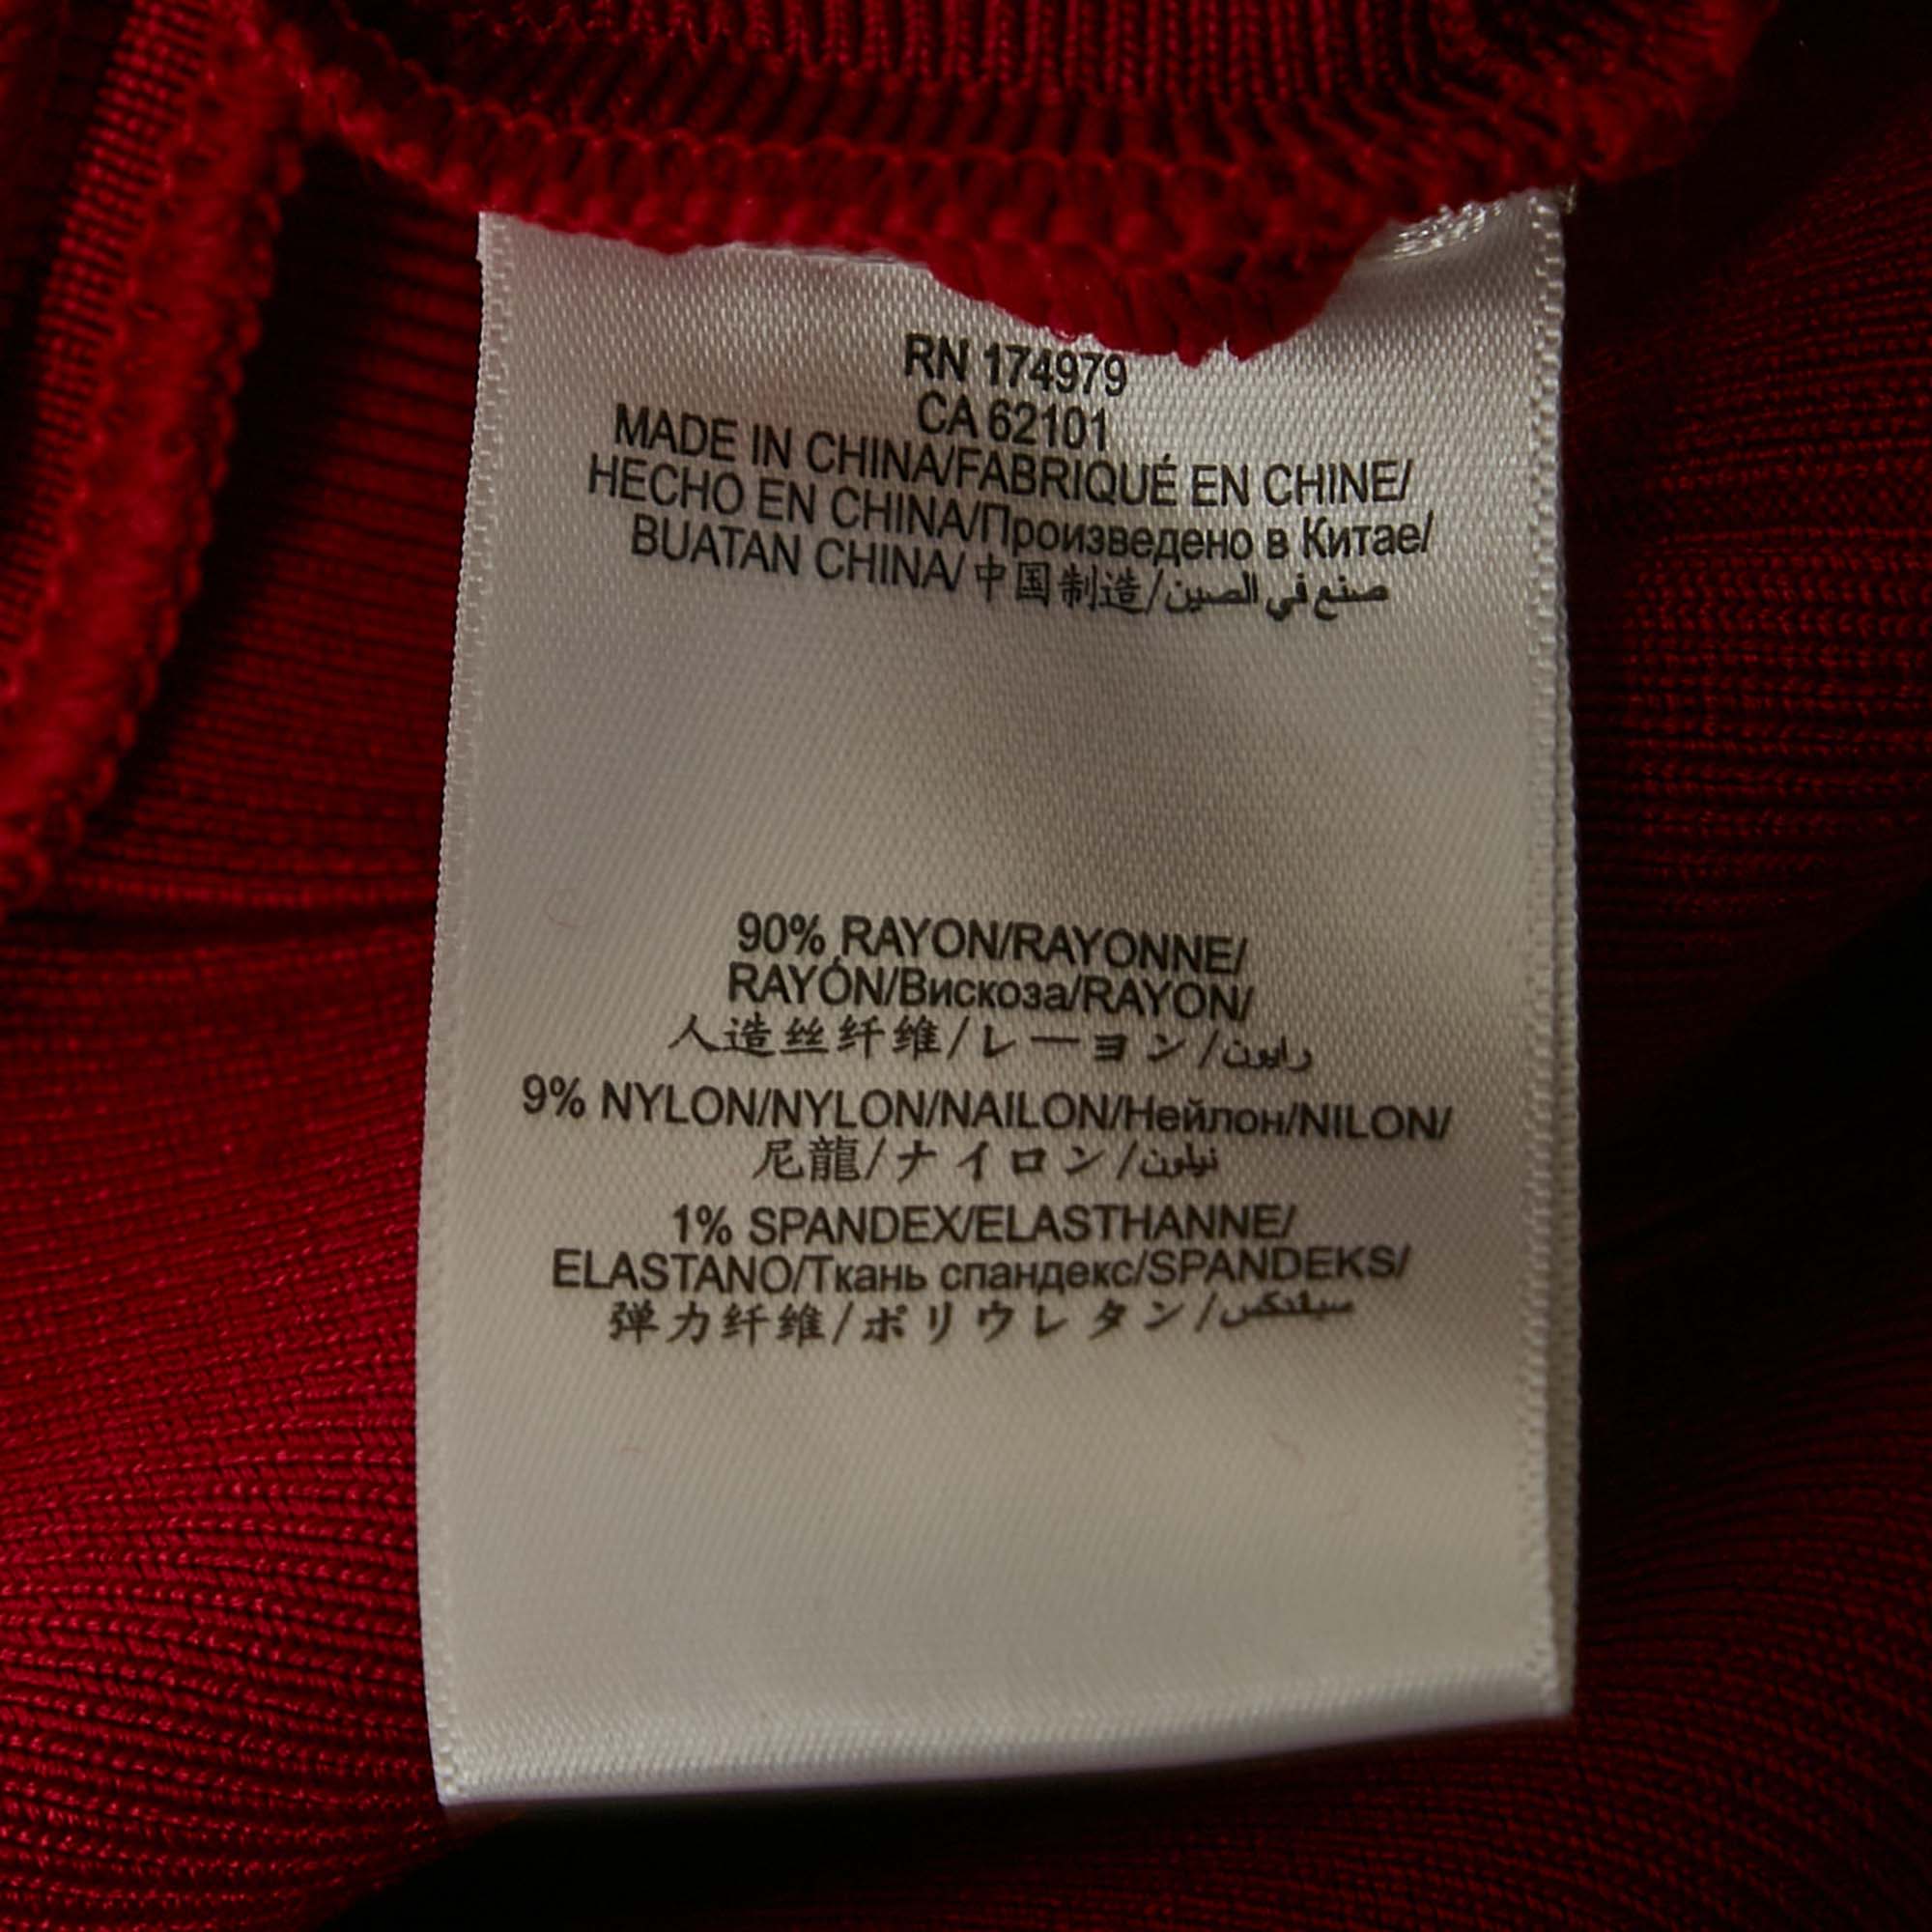 RN 174979
CA 62101
MADE IN CHINA/FABRIQUÉ EN CHINE/
HECHO EN CHINA/Произведено в Китае/
BUATAN CHINA/中国制造/صنع في الصين
90% RAYON/RAYONNE/
RAYÓN/Вискоза/RAYON/
人造丝纤维/レーヨン/رايون
9% NYLON/NYLON/NAILON/Нейлон/NILON/
尼龍/ナイロン/نيلون
1% SPANDEX/ELASTHANNE/
ELASTANO/Ткань спандекс/SPANDEKS/
弹力纤维/ポリウレタン/